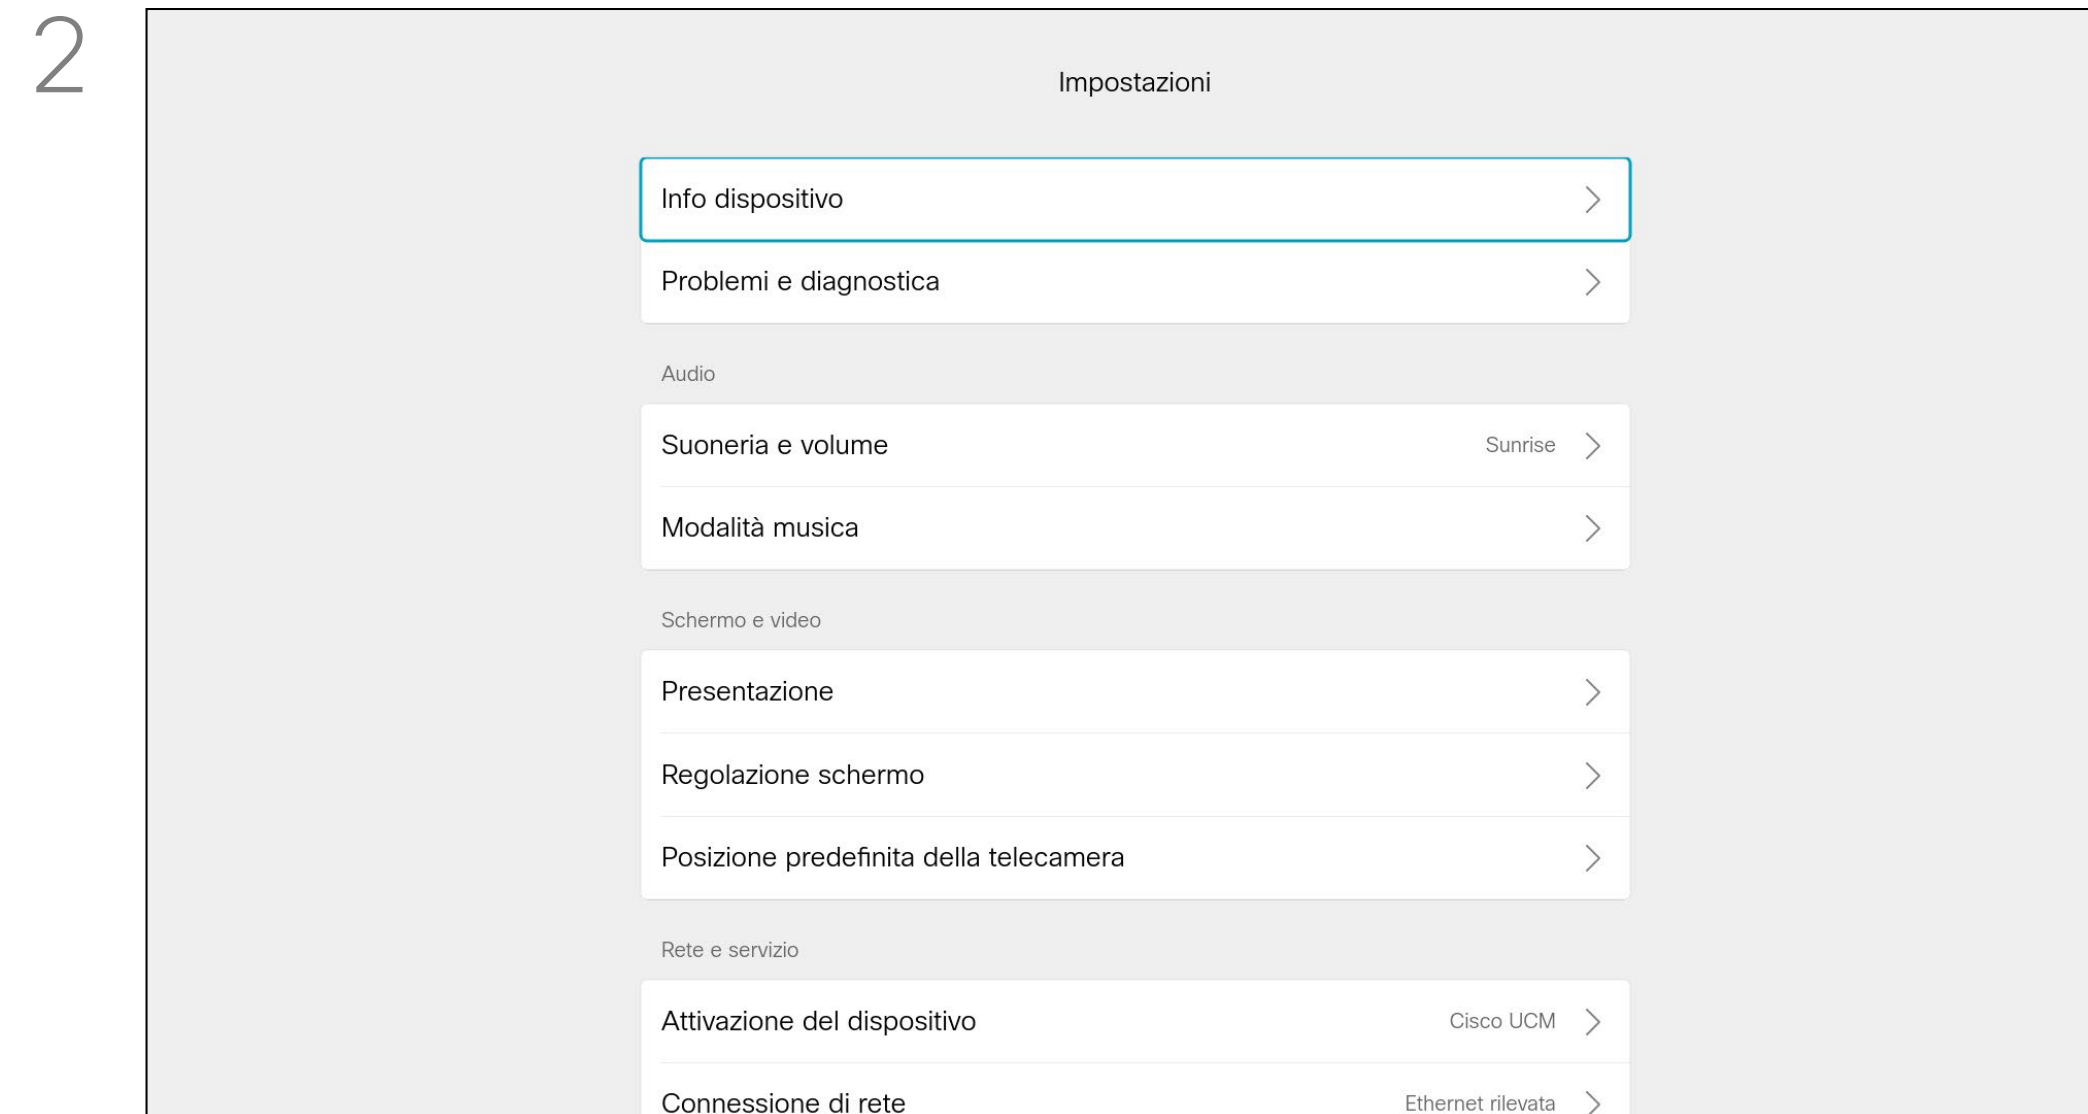 2
Impostazioni
Info dispositivo
Problemi e diagnostica
Audio
Suoneria e volume Sunrise
Modalità musica
Schermo e video
Presentazione
Regolazione schermo
Posizione predefinita della telecamera
Rete e servizio
Attivazione del dispositivo Cisco UCM
Connessione di rete Ethernet rilevata